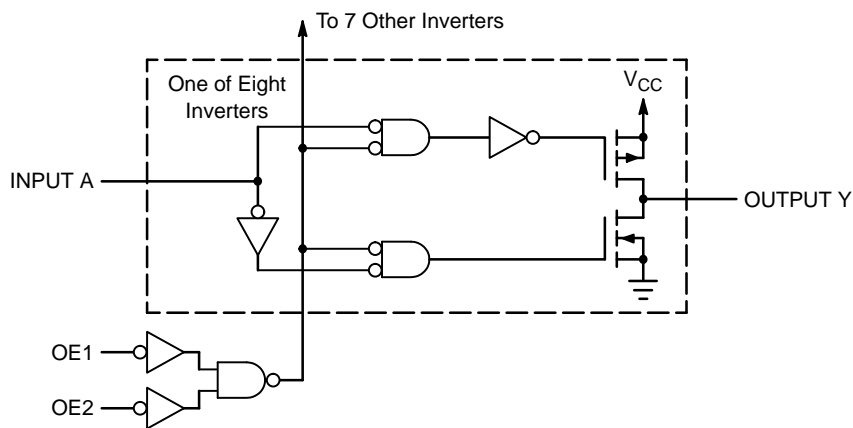 To 7 Other Inverters
One of Eight
Inverters
VCC
INPUT A
OUTPUT Y
OE1
OE2